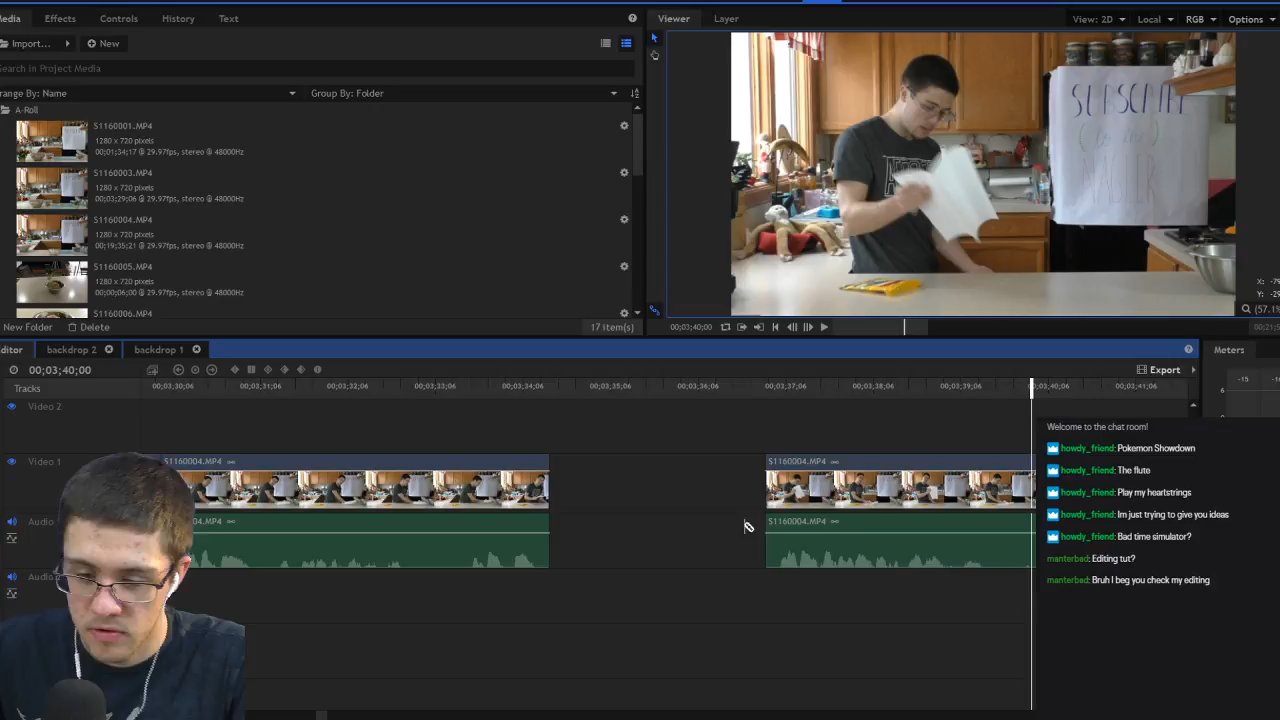 Media Effects Controls History Text
Import... New
Search in Project Media
range By: Name Group By: Folder
A-Roll
S1160001.MP4
1280 x 720 pixels
00;01;34;17 @ 29.97fps, stereo @ 48000Hz
S1160003.MP4
1280 x 720 pixels
00;03;29;06 @ 29.97fps, stereo @ 48000Hz
S1160004.MP4
1280 x 720 pixels
00;19;35;21 @ 29.97fps, stereo @ 48000Hz
S1160005.MP4
1280 x 720 pixels
00;00;06;00 @ 29.97fps, stereo @ 48000Hz
S1160006.MP4
New Folder Delete 17 item(s)
Viewer Layer View: 2D Local RGB Options
X: -79
Y: -29
00;03;40;00 (57.1%
Editor backdrop 2 backdrop 1
00;03;40;00 Export
Tracks 00;03;30;06 00;03;31;06 00;03;32;06 00;03;33;06 00;03;34;06 00;03;35;06 00;03;36;06 00;03;37;06 00;03;38;06 00;03;39;06 00;03;40;06 00;03;41;06
Video 2
Video 1 S1160004.MP4 S1160004.MP4
Audio 04.MP4 S1160004.MP4
Audio
Meters
-15
6
Welcome to the chat room!
howdy_friend: Pokemon Showdown
howdy_friend: The flute
howdy_friend: Play my heartstrings
howdy_friend: Im just trying to give you ideas
howdy_friend: Bad time simulator?
manterbad: Editing tut?
manterbad: Bruh I beg you check my editing